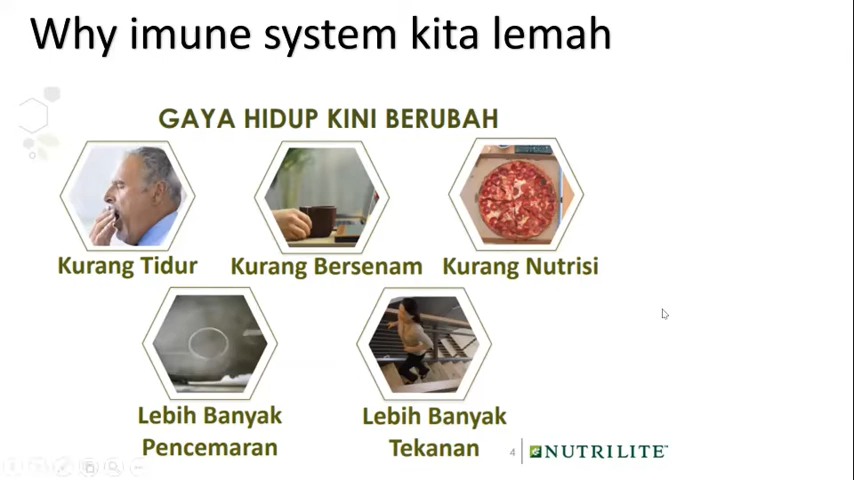 Why imune system kita lemah
GAYA HIDUP KINI BERUBAH
Kurang Tidur
Kurang Bersenam
Kurang Nutrisi
Lebih Banyak
Pencemaran
Lebih Banyak
Tekanan
4
NUTRILITE™